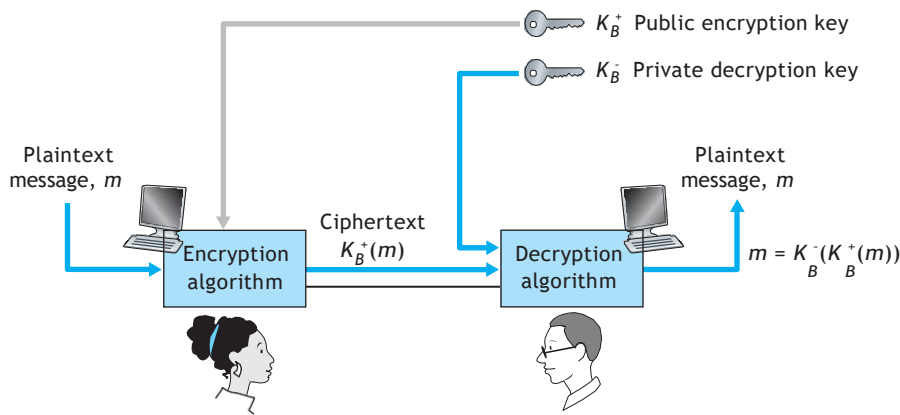 K_B^+ Public encryption key
K_B^- Private decryption key
Plaintext
message, m
Plaintext
message, m
Ciphertext
K_B^+(m)
Encryption
algorithm
Decryption
algorithm
m = K_B^-(K_B^+(m))